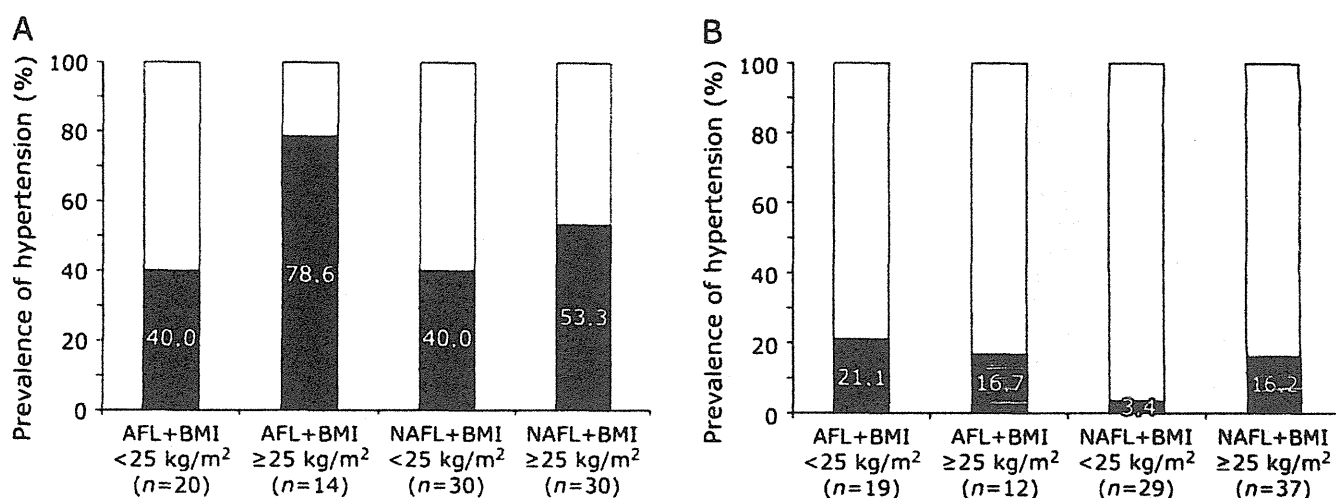 A
Prevalence of hypertension (%)
100
80
60
40
20
0
40.0
78.6
40.0
53.3
AFL+BMI
<25 kg/m²
(n=20)
AFL+BMI
≥25 kg/m²
(n=14)
NAFL+BMI
<25 kg/m²
(n=30)
NAFL+BMI
≥25 kg/m²
(n=30)
B
Prevalence of hypertension (%)
100
80
60
40
20
0
21.1
16.7
3.4
16.2
AFL+BMI
<25 kg/m²
(n=19)
AFL+BMI
≥25 kg/m²
(n=12)
NAFL+BMI
<25 kg/m²
(n=29)
NAFL+BMI
≥25 kg/m²
(n=37)